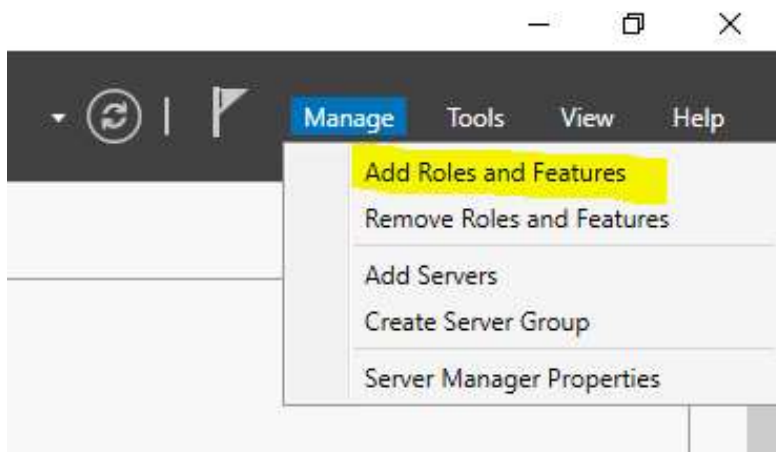 Manage Tools View Help
Add Roles and Features
Remove Roles and Features
Add Servers
Create Server Group
Server Manager Properties